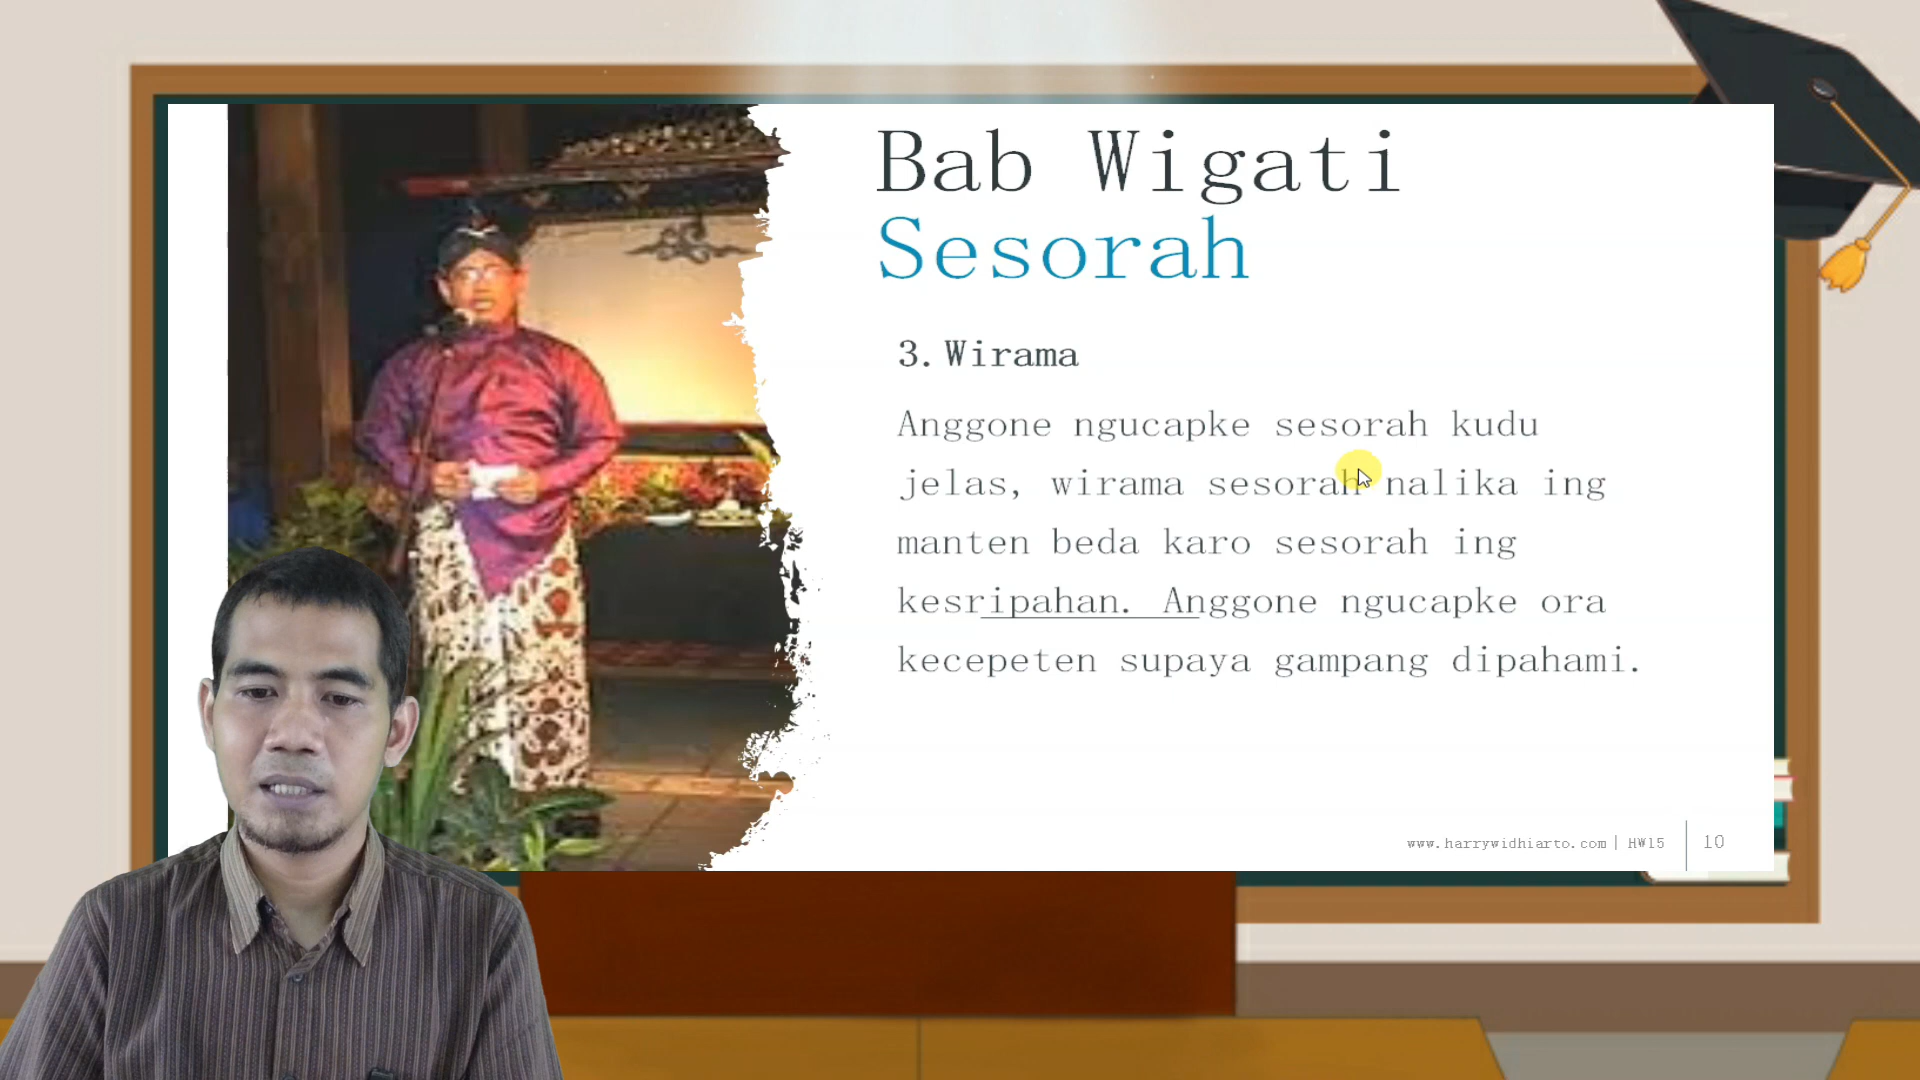 Bab Wigati
Sesorah
3. Wirama
Anggone ngucapke sesorah kudu
jelas, wirama sesorah nalika ing
manten beda karo sesorah ing
kesripahan. Anggone ngucapke ora
kecepeten supaya gampang dipahami.
www.harrywidhiarto.com | HW15
10